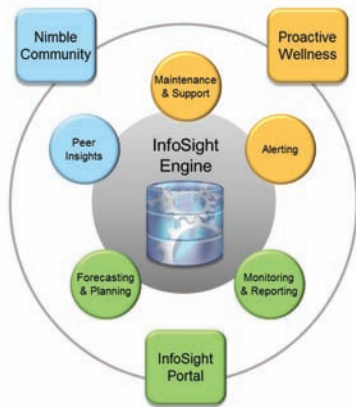 Nimble
Community
Proactive
Wellness
Maintenance
& Support
Peer
Insights
InfoSight
Engine
Alerting
Forecasting
& Planning
Monitoring
& Reporting
InfoSight
Portal